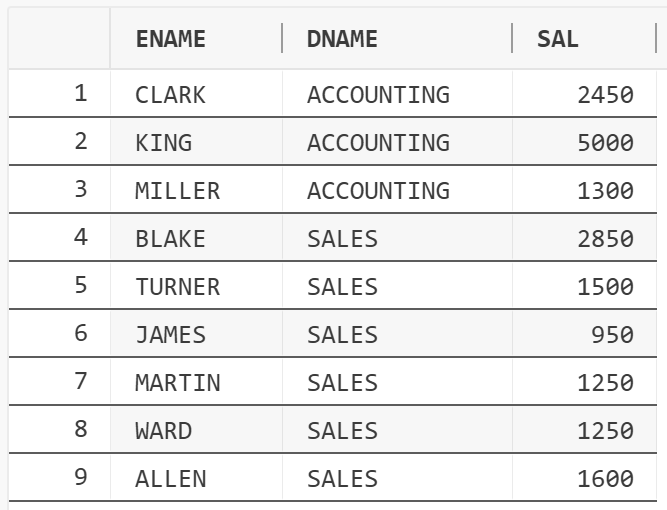 ENAME DNAME SAL
1 CLARK ACCOUNTING 2450
2 KING ACCOUNTING 5000
3 MILLER ACCOUNTING 1300
4 BLAKE SALES 2850
5 TURNER SALES 1500
6 JAMES SALES 950
7 MARTIN SALES 1250
8 WARD SALES 1250
9 ALLEN SALES 1600